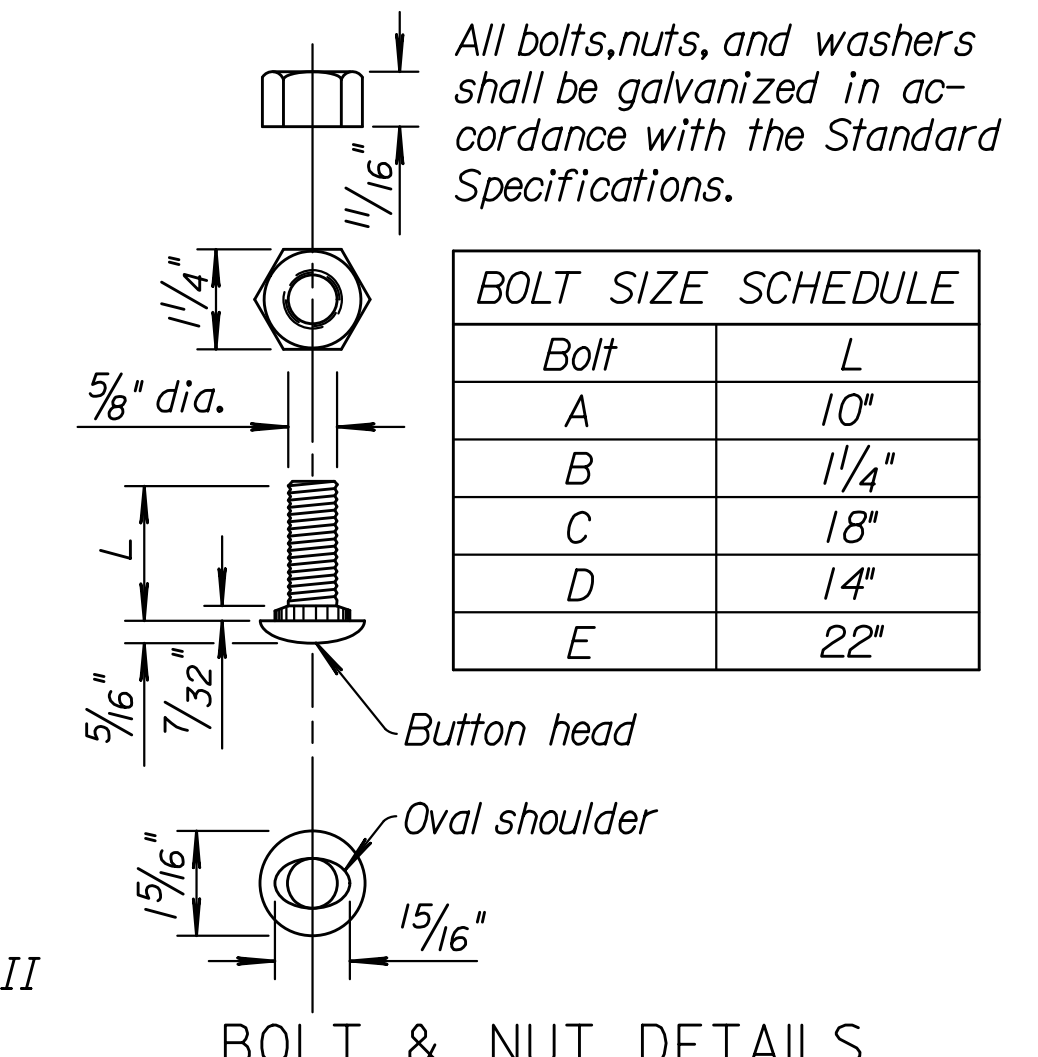 All bolts, nuts, and washers
shall be galvanized in ac-
cordance with the Standard
Specifications.
11/16"
1 1/4"
5/8" dia.
L
5/16"
7/32"
BOLT SIZE SCHEDULE
Bolt L
A 10"
B 1 1/4"
C 18"
D 14"
E 22"
Button head
Oval shoulder
1 5/16"
15/16"
II
BOLT & NUT DETAILS